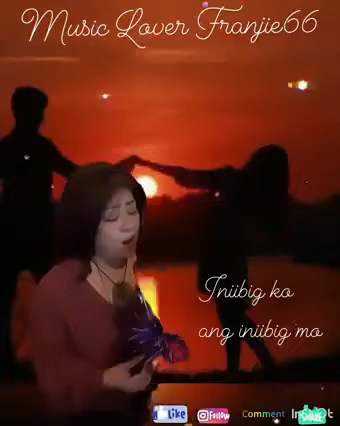 Music Lover Franjie66
Iniibig ko
ang iniibig mo
Like
Follow
Comment